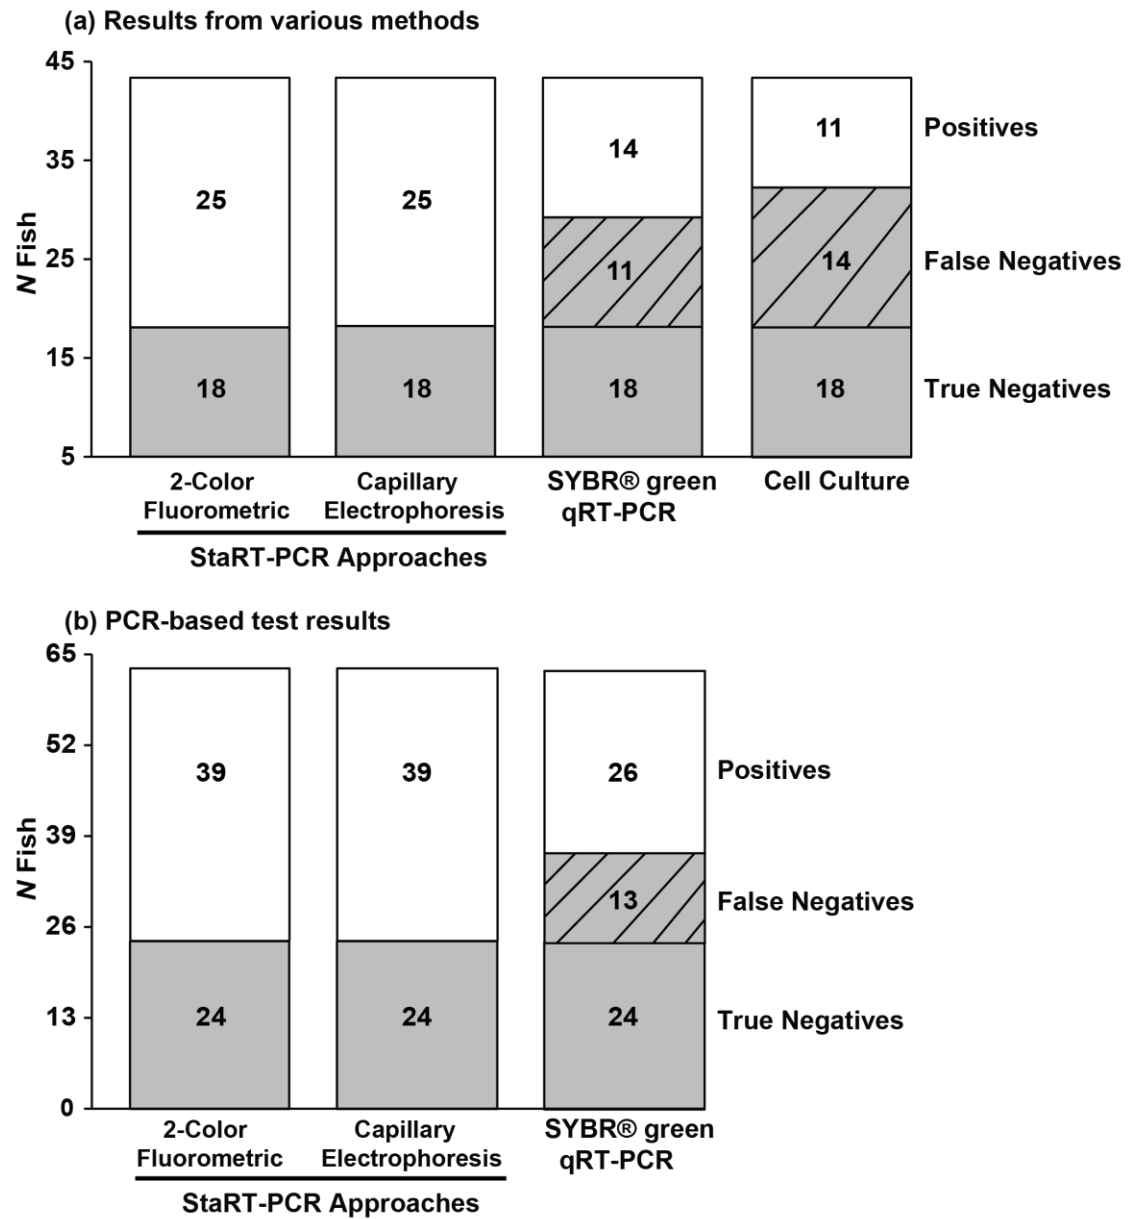 (a) Results from various methods
45
35
25
15
5
N Fish
25
25
14
11
Positives
11
14
False Negatives
18
18
18
18
True Negatives
2-Color
Fluorometric
Capillary
Electrophoresis
SYBR® green
qRT-PCR
Cell Culture
StaRT-PCR Approaches
(b) PCR-based test results
65
52
39
26
13
0
N Fish
39
39
26
Positives
13
False Negatives
24
24
24
True Negatives
2-Color
Fluorometric
Capillary
Electrophoresis
SYBR® green
qRT-PCR
StaRT-PCR Approaches